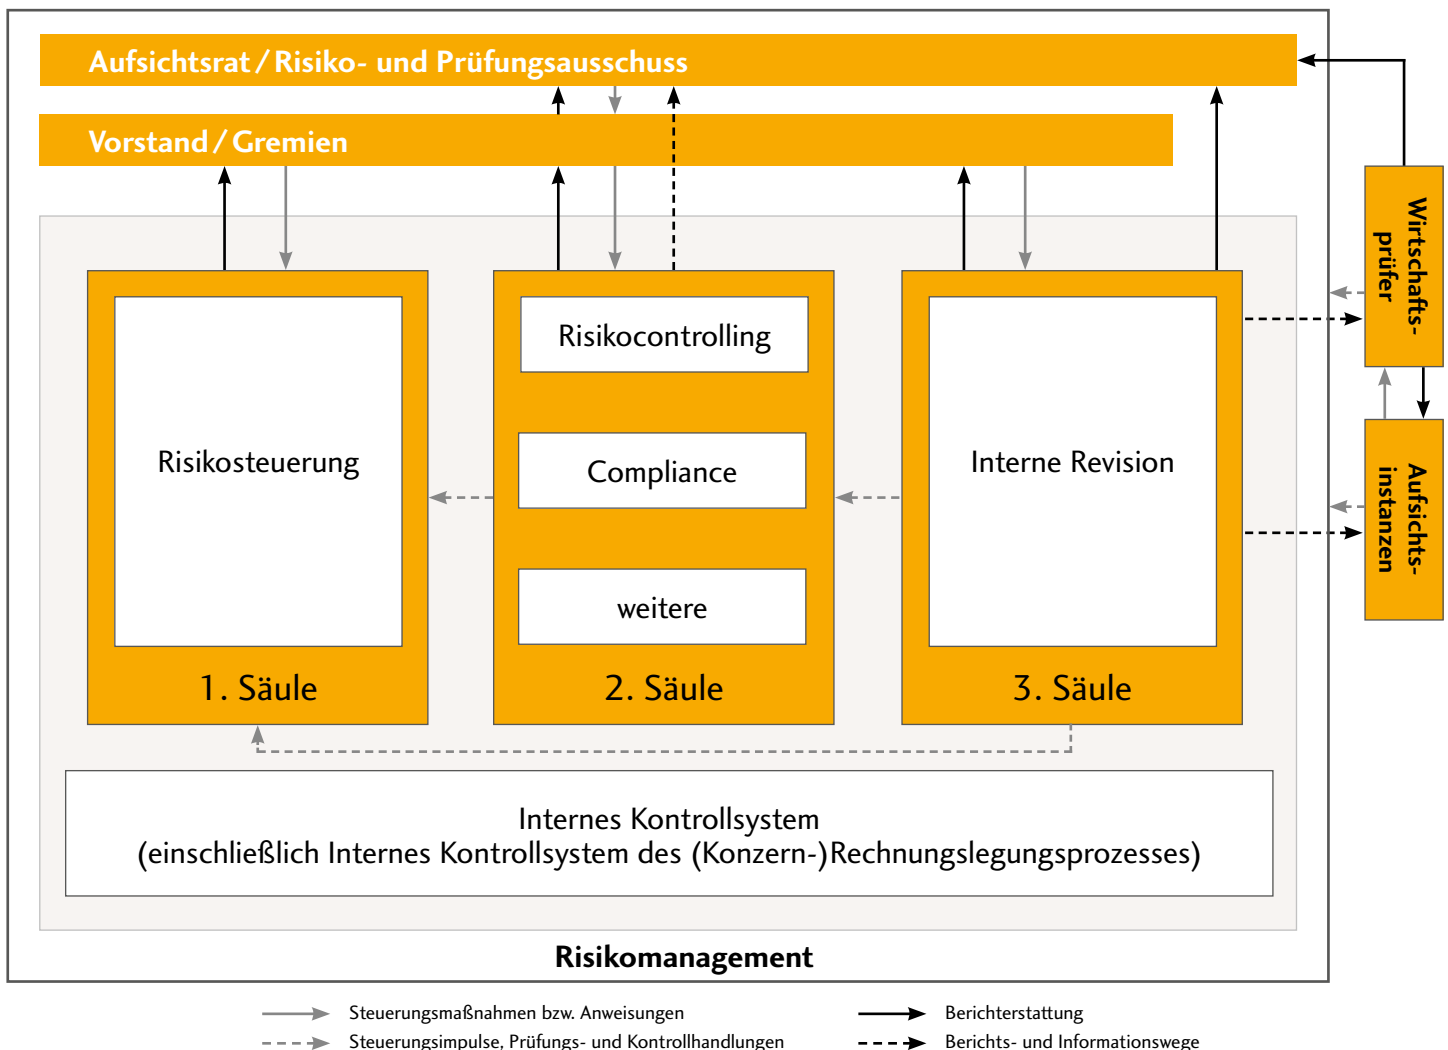 Aufsichtsrat / Risiko- und Prüfungsausschuss
Vorstand / Gremien
Wirtschafts-
prüfer
Risikosteuerung
1. Säule
Risikocontrolling
Compliance
weitere
2. Säule
Interne Revision
3. Säule
Aufsichts-
instanzen
Internes Kontrollsystem
(einschließlich Internes Kontrollsystem des (Konzern-)Rechnungslegungsprozesses)
Risikomanagement
Steuerungsmaßnahmen bzw. Anweisungen
Berichterstattung
Steuerungsimpulse, Prüfungs- und Kontrollhandlungen
Berichts- und Informationswege